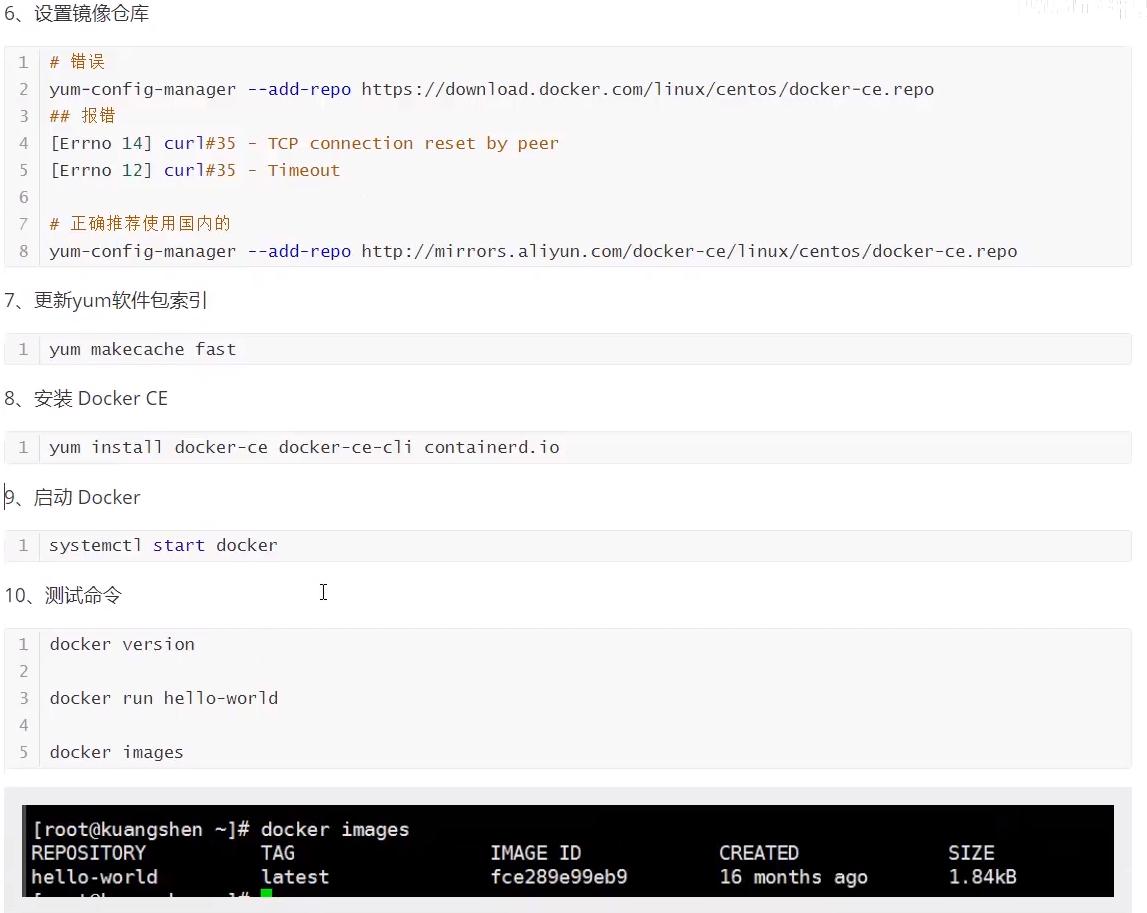 6、设置镜像仓库
1 # 错误
2 yum-config-manager --add-repo https://download.docker.com/linux/centos/docker-ce.repo
3 ## 报错
4 [Errno 14] curl#35 - TCP connection reset by peer
5 [Errno 12] curl#35 - Timeout
6
7 # 正确推荐使用国内的
8 yum-config-manager --add-repo http://mirrors.aliyun.com/docker-ce/linux/centos/docker-ce.repo
7、更新yum软件包索引
1 yum makecache fast
8、安装 Docker CE
1 yum install docker-ce docker-ce-cli containerd.io
9、启动 Docker
1 systemctl start docker
10、测试命令
1 docker version
2
3 docker run hello-world
4
5 docker images
[root@kuangshen ~]# docker images
REPOSITORY TAG IMAGE ID CREATED SIZE
hello-world latest fce289e99eb9 16 months ago 1.84kB